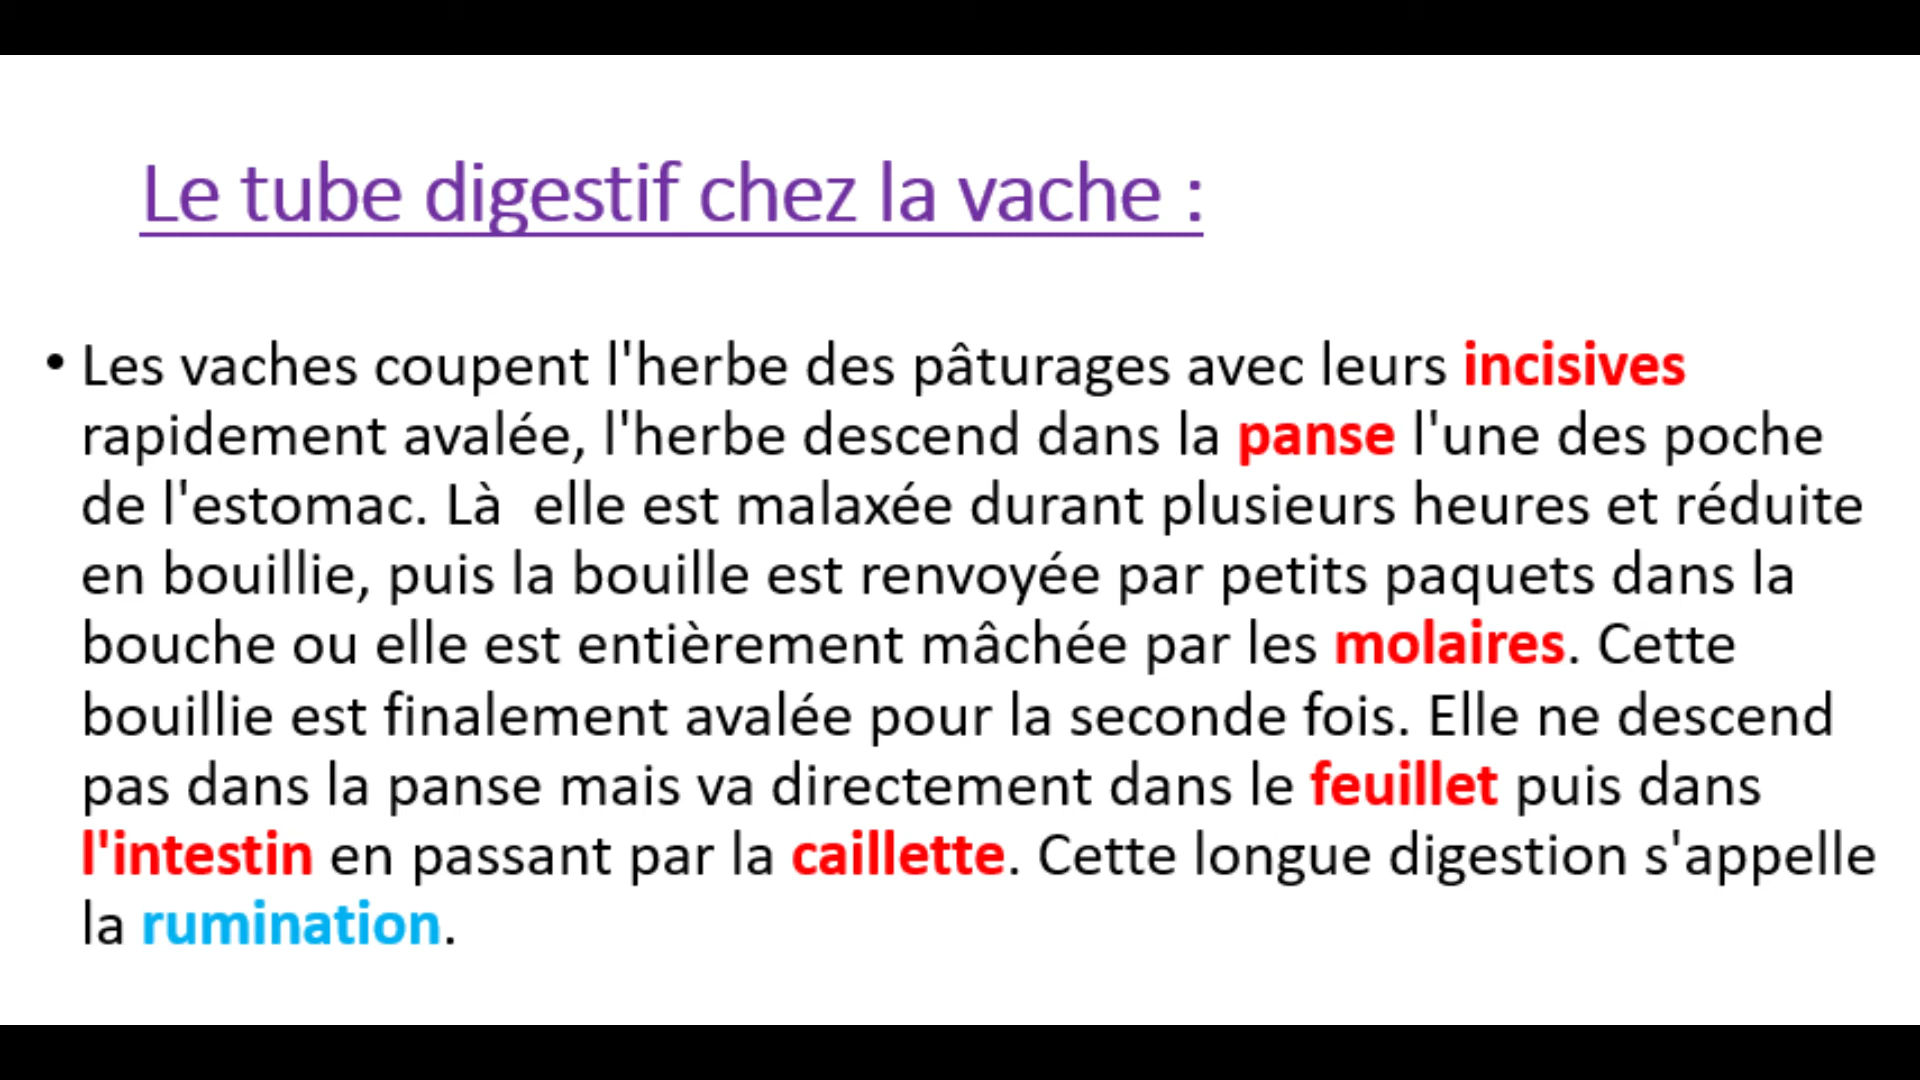 Le tube digestif chez la vache :
• Les vaches coupent l'herbe des pâturages avec leurs incisives
rapidement avalée, l'herbe descend dans la panse l'une des poche
de l'estomac. Là  elle est malaxée durant plusieurs heures et réduite
en bouillie, puis la bouille est renvoyée par petits paquets dans la
bouche ou elle est entièrement mâchée par les molaires. Cette
bouillie est finalement avalée pour la seconde fois. Elle ne descend
pas dans la panse mais va directement dans le feuillet puis dans
l'intestin en passant par la caillette. Cette longue digestion s'appelle
la rumination.